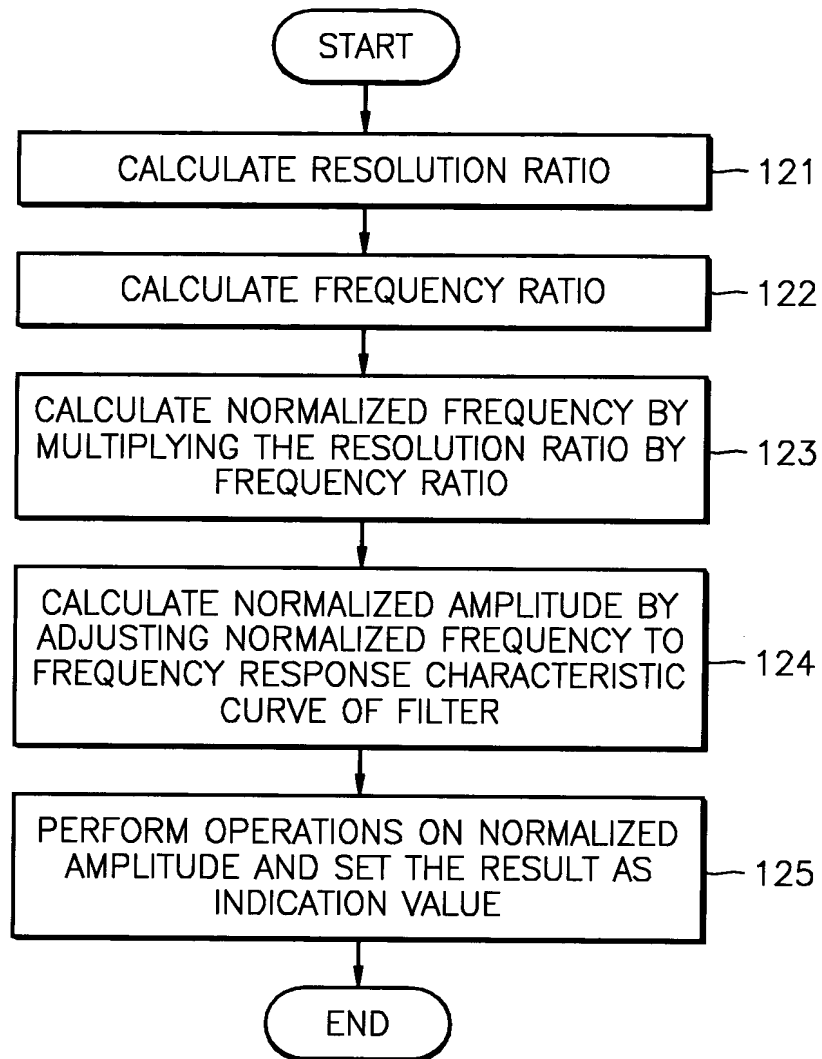 START
CALCULATE RESOLUTION RATIO
121
CALCULATE FREQUENCY RATIO
122
CALCULATE NORMALIZED FREQUENCY BY
MULTIPLYING THE RESOLUTION RATIO BY
FREQUENCY RATIO
123
CALCULATE NORMALIZED AMPLITUDE BY
ADJUSTING NORMALIZED FREQUENCY TO
FREQUENCY RESPONSE CHARACTERISTIC
CURVE OF FILTER
124
PERFORM OPERATIONS ON NORMALIZED
AMPLITUDE AND SET THE RESULT AS
INDICATION VALUE
125
END